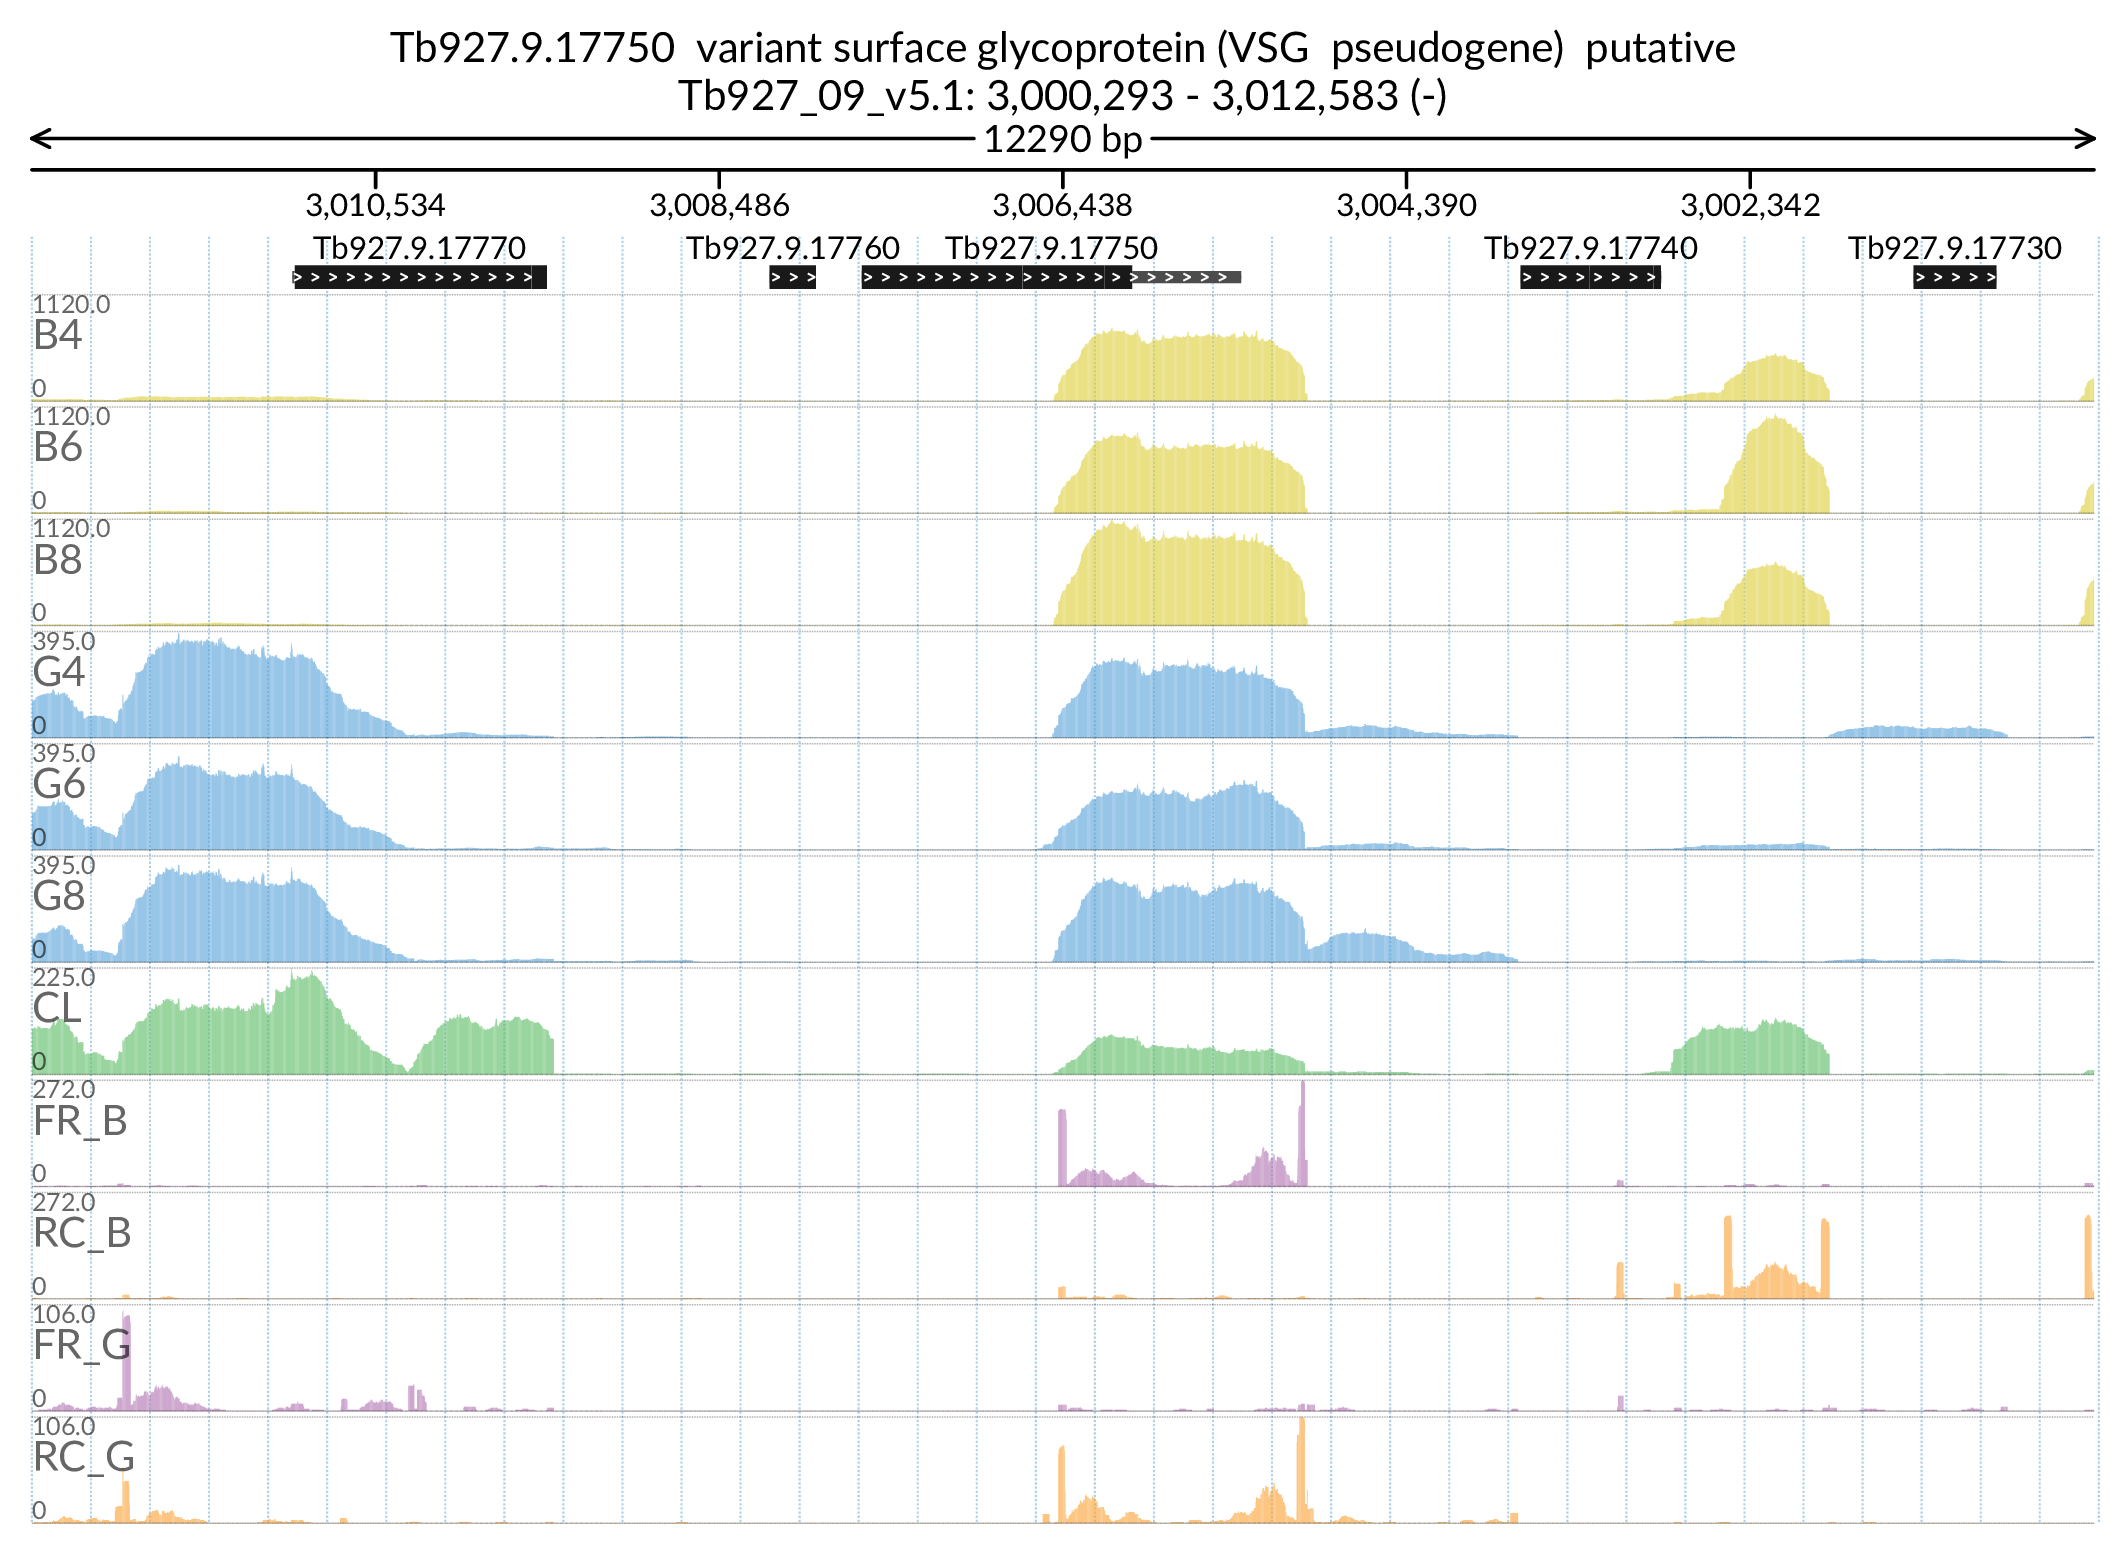 Tb927.9.17750 variant surface glycoprotein (VSG pseudogene) putative
Tb927_09_v5.1: 3,000,293 - 3,012,583 (-)
12290 bp
3,010,534 3,008,486 3,006,438 3,004,390 3,002,342
Tb927.9.17770 Tb927.9.17760 Tb927.9.17750 Tb927.9.17740 Tb927.9.17730
1120.0
B4
0
1120.0
B6
0
1120.0
B8
0
395.0
G4
0
395.0
G6
0
395.0
G8
0
225.0
CL
0
272.0
FR_B
0
272.0
RC_B
0
106.0
FR_G
0
106.0
RC_G
0